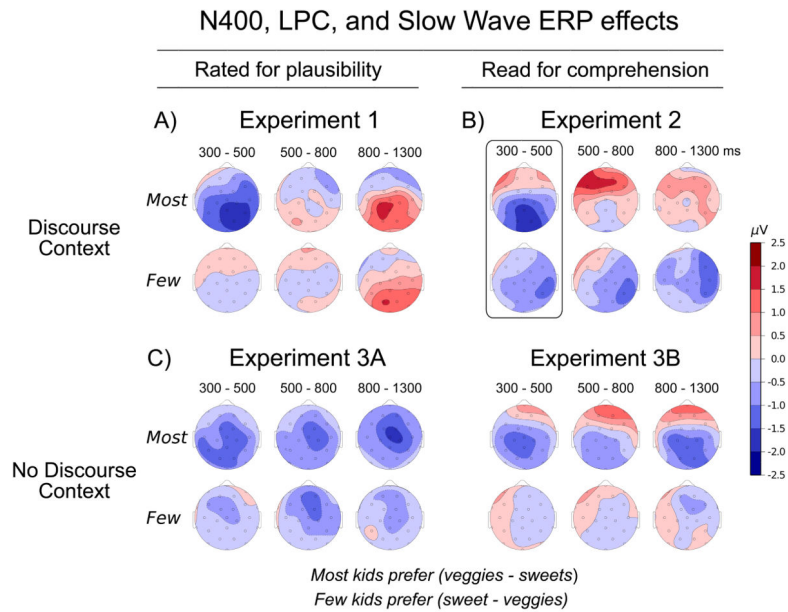 N400, LPC, and Slow Wave ERP effects
Rated for plausibility
Read for comprehension
A) Experiment 1
300 - 500 500 - 800 800 - 1300
B) Experiment 2
300 - 500 500 - 800 800 - 1300 ms
Discourse
Context
Most
Few
µV
2.5
2.0
1.5
1.0
0.5
0.0
-0.5
-1.0
-1.5
-2.0
-2.5
C) Experiment 3A
300 - 500 500 - 800 800 - 1300
Experiment 3B
300 - 500 500 - 800 800 - 1300
No Discourse
Context
Most
Few
Most kids prefer (veggies - sweets)
Few kids prefer (sweet - veggies)